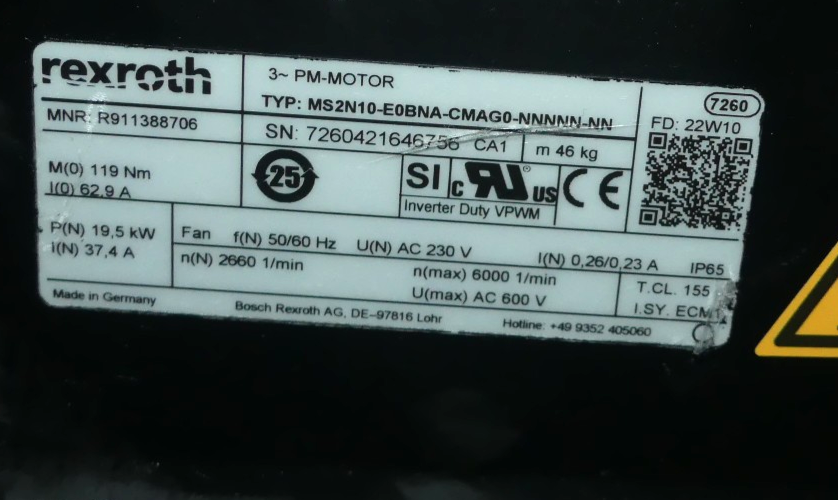 rexroth
3~ PM-MOTOR
TYP: MS2N10-E0BNA-CMAG0-NNNNN-NN
7260
MNR: R911388706
SN: 7260421646756 CA1
m 46 kg
FD: 22W10
M(0) 119 Nm
I(0) 62,9 A
25
SI
c RU US
CE
Inverter Duty VPWM
P(N) 19,5 kW
I(N) 37,4 A
Fan f(N) 50/60 Hz U(N) AC 230 V I(N) 0,26/0,23 A IP65
n(N) 2660 1/min
n(max) 6000 1/min
U(max) AC 600 V
T.CL. 155
I.SY. ECM1
Made in Germany
Bosch Rexroth AG, DE-97816 Lohr
Hotline: +49 9352 405060